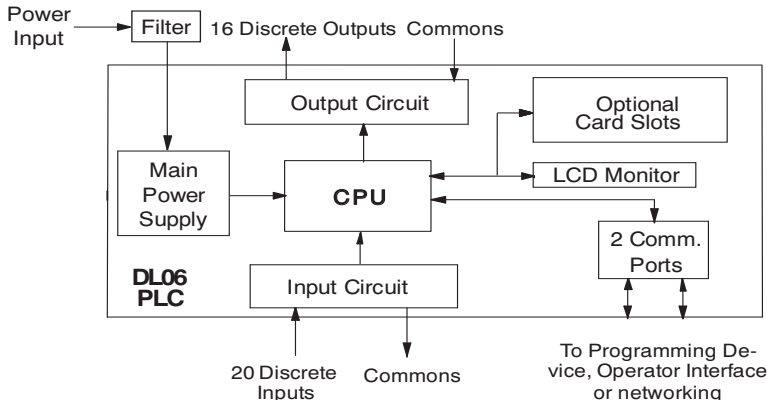 Power
Input
Filter
16 Discrete Outputs
Commons
Output Circuit
Optional
Card Slots
Main
Power
Supply
CPU
LCD Monitor
2 Comm.
Ports
DL06
PLC
Input Circuit
20 Discrete
Inputs
Commons
To Programming De-
vice, Operator Interface
or networking